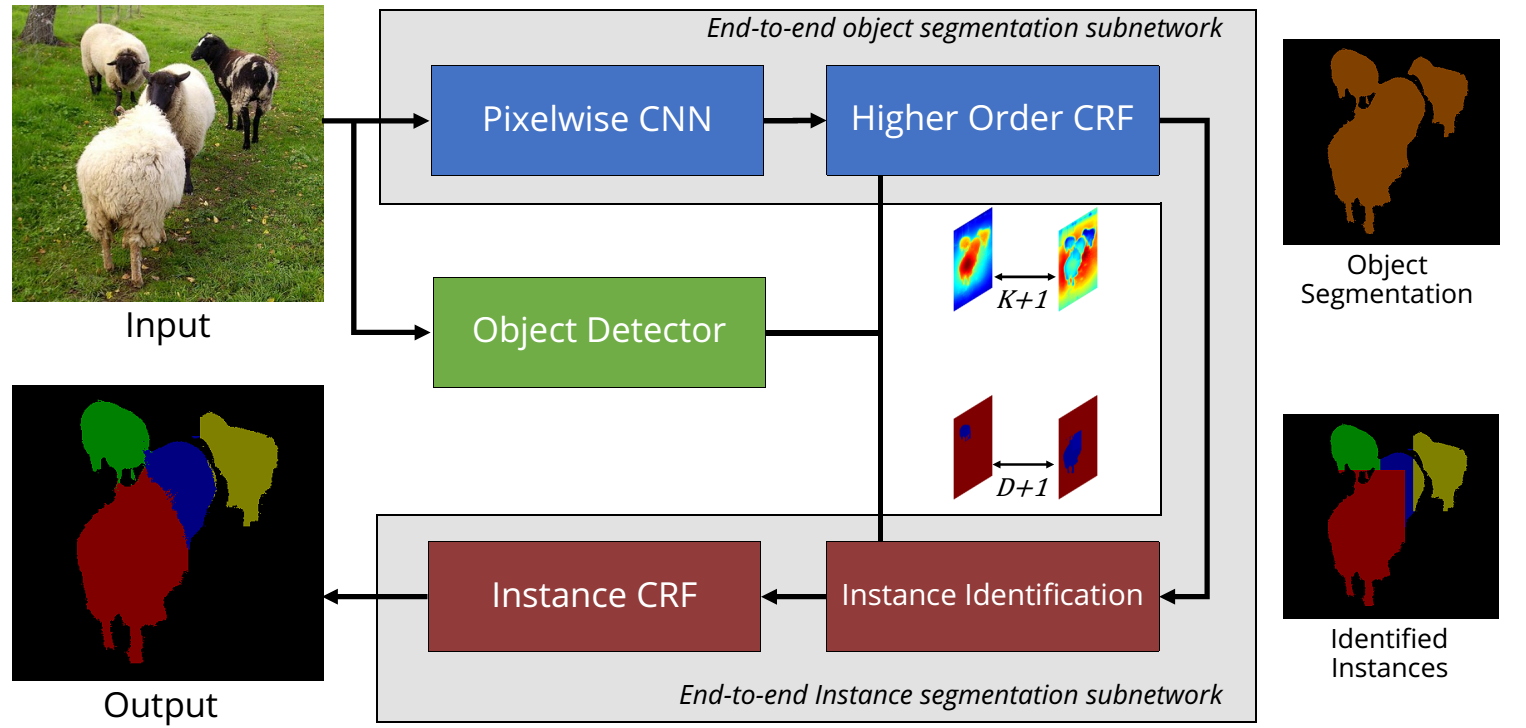 End-to-end object segmentation subnetwork
Pixelwise CNN
Higher Order CRF
Input
Object Detector
K+1
Object
Segmentation
D+1
Instance CRF
Instance Identification
Identified
Instances
Output
End-to-end Instance segmentation subnetwork